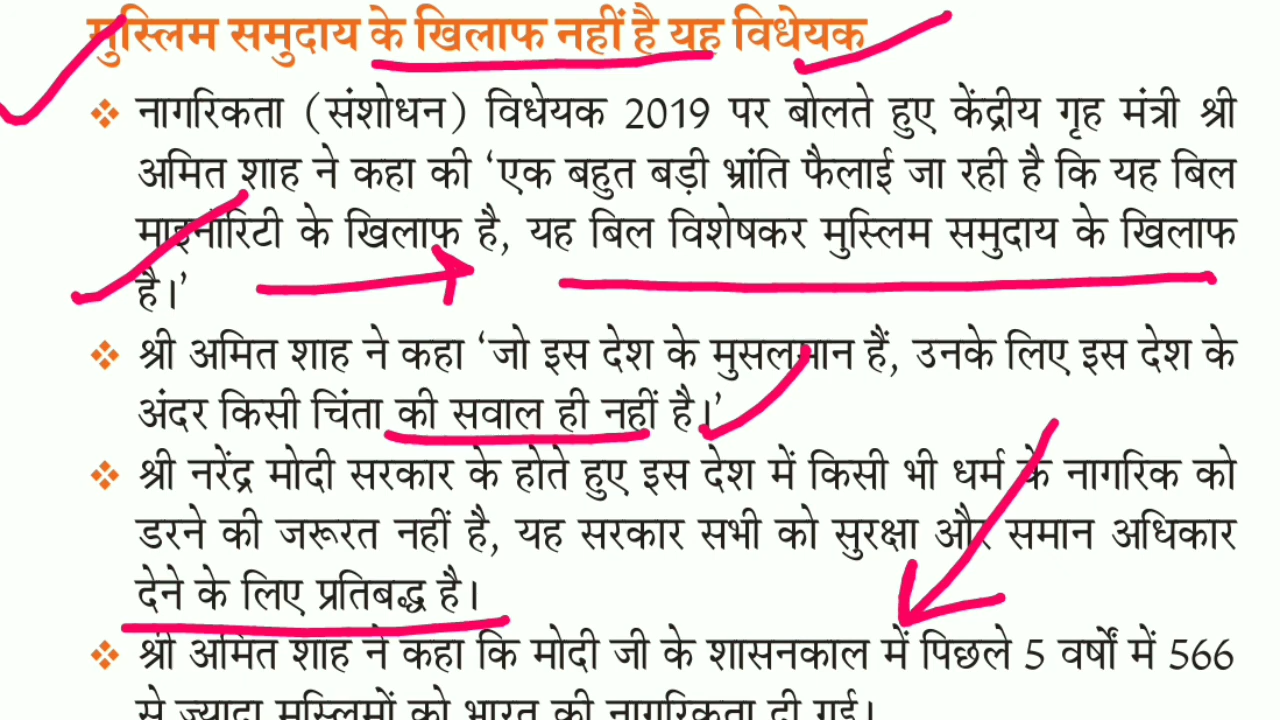 मुस्लिम समुदाय के खिलाफ नहीं है यह विधेयक
❖ नागरिकता (संशोधन) विधेयक 2019 पर बोलते हुए केंद्रीय गृह मंत्री श्री
अमित शाह ने कहा की ‘एक बहुत बड़ी भ्रांति फैलाई जा रही है कि यह बिल
माइनॉरिटी के खिलाफ है, यह बिल विशेषकर मुस्लिम समुदाय के खिलाफ
है।’
❖ श्री अमित शाह ने कहा ‘जो इस देश के मुसलमान हैं, उनके लिए इस देश के
अंदर किसी चिंता की सवाल ही नहीं है।’
❖ श्री नरेंद्र मोदी सरकार के होते हुए इस देश में किसी भी धर्म के नागरिक को
डरने की जरूरत नहीं है, यह सरकार सभी को सुरक्षा और समान अधिकार
देने के लिए प्रतिबद्ध है।
❖ श्री अमित शाह ने कहा कि मोदी जी के शासनकाल में पिछले 5 वर्षों में 566
से ज्यादा मुस्लिमों को भारत की नागरिकता दी गई।